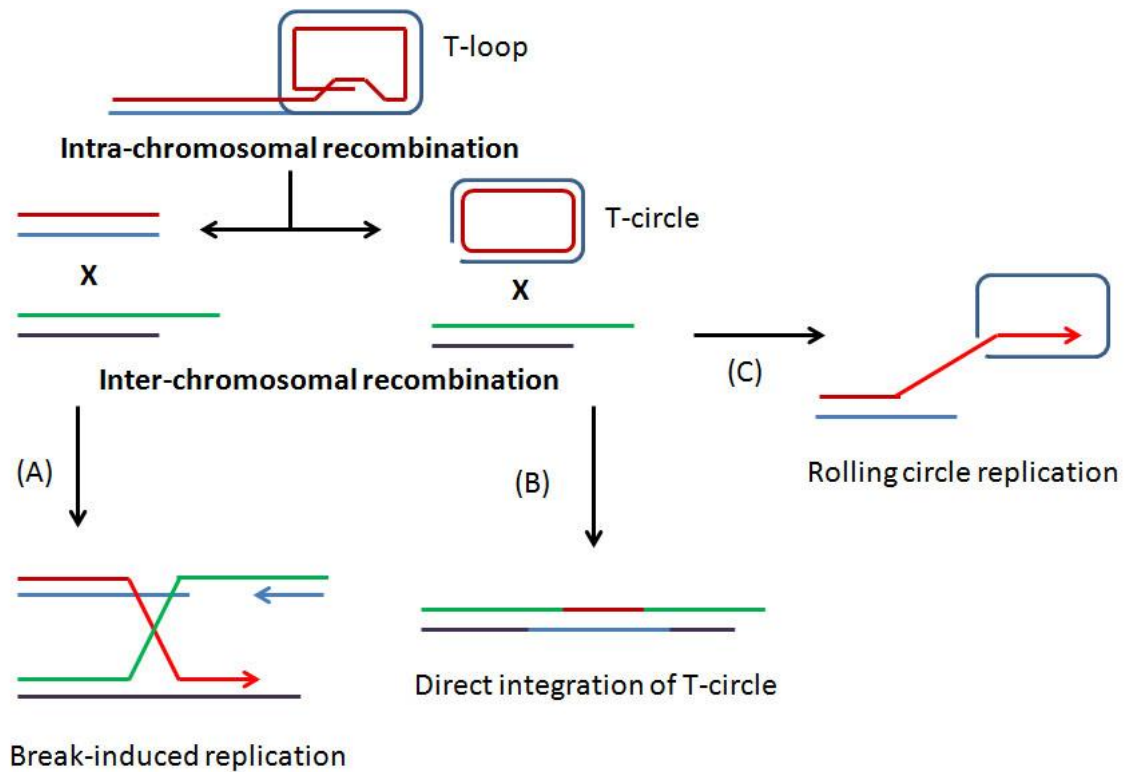 T-loop
Intra-chromosomal recombination
T-circle
X
X
Inter-chromosomal recombination
(C)
(A)
(B)
Rolling circle replication
Direct integration of T-circle
Break-induced replication